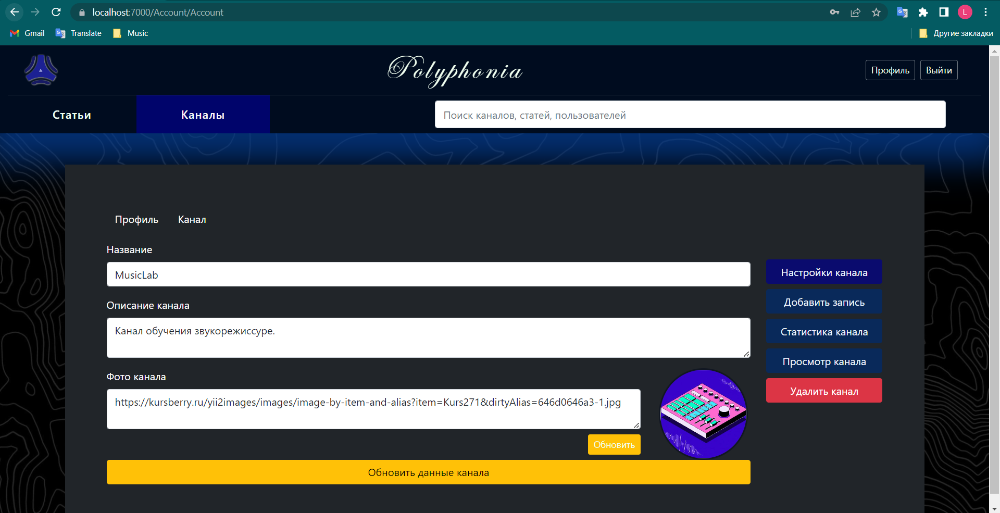 localhost:7000/Account/Account
L
Gmail Translate Music Другие закладки
Polyphonia
Профиль Выйти
Статьи Каналы Поиск каналов, статей, пользователей
Профиль Канал
Название
MusicLab
Настройки канала
Добавить запись
Описание канала
Канал обучения звукорежиссуре.
Статистика канала
Просмотр канала
Фото канала
Удалить канал
https://kursberry.ru/yii2images/images/image-by-item-and-alias?item=Kurs271&dirtyAlias=646d0646a3-1.jpg
Обновить
Обновить данные канала